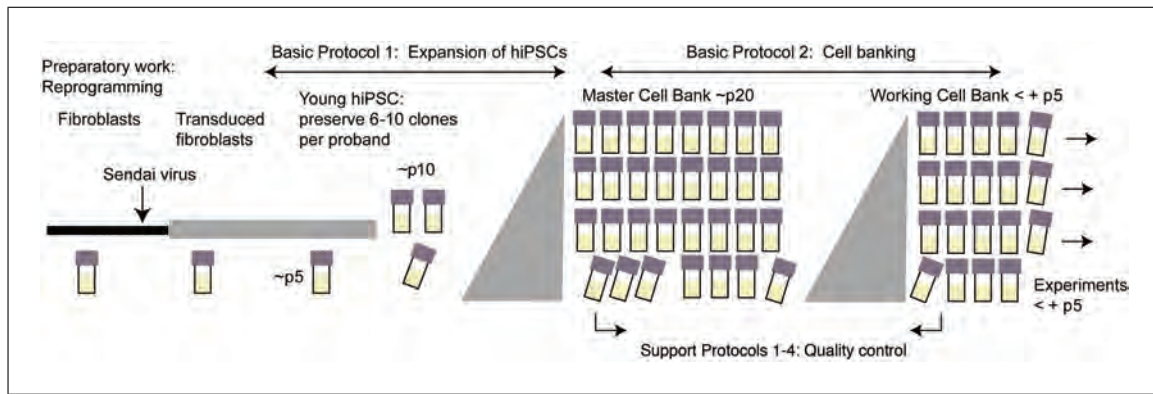 Basic Protocol 1: Expansion of hiPSCs
Basic Protocol 2: Cell banking
Preparatory work:
Reprogramming
Fibroblasts
Transduced
fibroblasts
Young hiPSC:
preserve 6-10 clones
per proband
Master Cell Bank ~p20
Working Cell Bank < + p5
Sendai virus
~p10
~p5
Experiments
< + p5
Support Protocols 1-4: Quality control